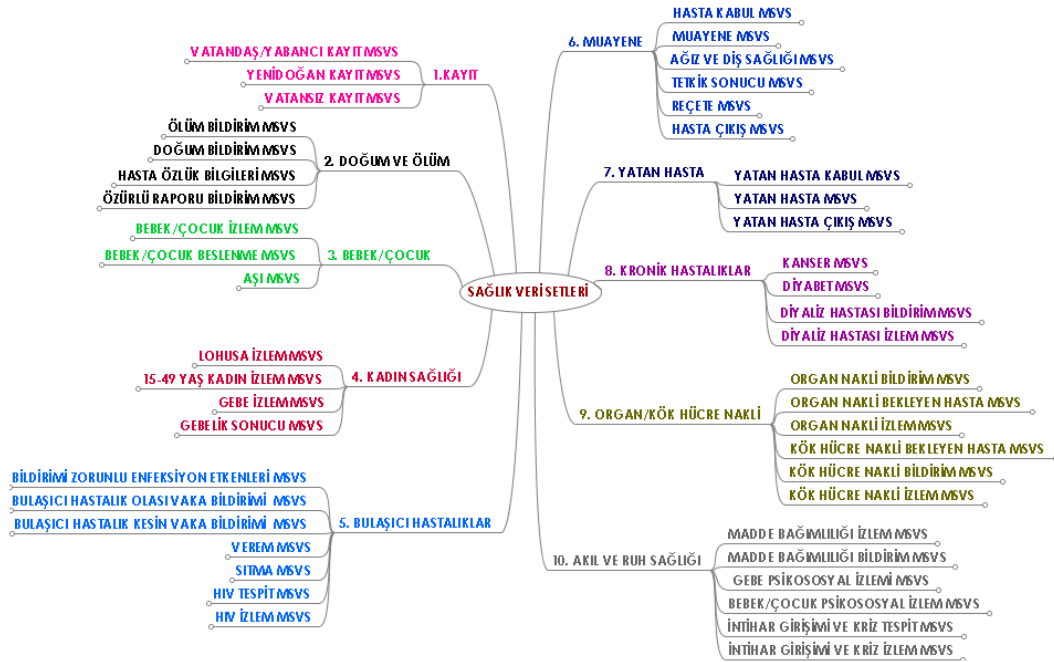 SAĞLIK VERİ SETLERİ
1.KAYIT
VATANDAŞ/YABANCI KAYIT MSVS
YENİDOĞAN KAYIT MSVS
VATANSIZ KAYIT MSVS
2. DOĞUM VE ÖLÜM
ÖLÜM BİLDİRİM MSVS
DOĞUM BİLDİRİM MSVS
HASTA ÖZLÜK BİLGİLERİ MSVS
ÖZÜRLÜ RAPORU BİLDİRİM MSVS
3. BEBEK/ÇOCUK
BEBEK/ÇOCUK İZLEM MSVS
BEBEK/ÇOCUK BESLENME MSVS
AŞI MSVS
4. KADIN SAĞLIĞI
LOHUSA İZLEM MSVS
15-49 YAŞ KADIN İZLEM MSVS
GEBE İZLEM MSVS
GEBELİK SONUCU MSVS
5. BULAŞICI HASTALIKLAR
BİLDİRİMİ ZORUNLU ENFEKSİYON ETKENLERİ MSVS
BULAŞICI HASTALIK OLASI VAKA BİLDİRİMİ MSVS
BULAŞICI HASTALIK KESİN VAKA BİLDİRİMİ MSVS
VEREM MSVS
SITMA MSVS
HIV TESPİT MSVS
HIV İZLEM MSVS
6. MUAYENE
HASTA KABUL MSVS
MUAYENE MSVS
AĞIZ VE DİŞ SAĞLIĞI MSVS
TETKİK SONUCU MSVS
REÇETE MSVS
HASTA ÇIKIŞ MSVS
7. YATAN HASTA
YATAN HASTA KABUL MSVS
YATAN HASTA MSVS
YATAN HASTA ÇIKIŞ MSVS
8. KRONİK HASTALIKLAR
KANSER MSVS
DİYABET MSVS
DİYALİZ HASTASI BİLDİRİM MSVS
DİYALİZ HASTASI İZLEM MSVS
9. ORGAN/KÖK HÜCRE NAKLİ
ORGAN NAKLİ BİLDİRİM MSVS
ORGAN NAKLİ BEKLEYEN HASTA MSVS
ORGAN NAKLİ İZLEM MSVS
KÖK HÜCRE NAKLİ BEKLEYEN HASTA MSVS
KÖK HÜCRE NAKLİ BİLDİRİM MSVS
KÖK HÜCRE NAKLİ İZLEM MSVS
10. AKIL VE RUH SAĞLIĞI
MADDE BAĞIMLILIĞI İZLEM MSVS
MADDE BAĞIMLILIĞI BİLDİRİM MSVS
GEBE PSİKOSOSYAL İZLEMİ MSVS
BEBEK/ÇOCUK PSİKOSOSYAL İZLEM MSVS
İNTİHAR GİRİŞİMİ VE KRİZ TESPİT MSVS
İNTİHAR GİRİŞİMİ VE KRİZ İZLEM MSVS